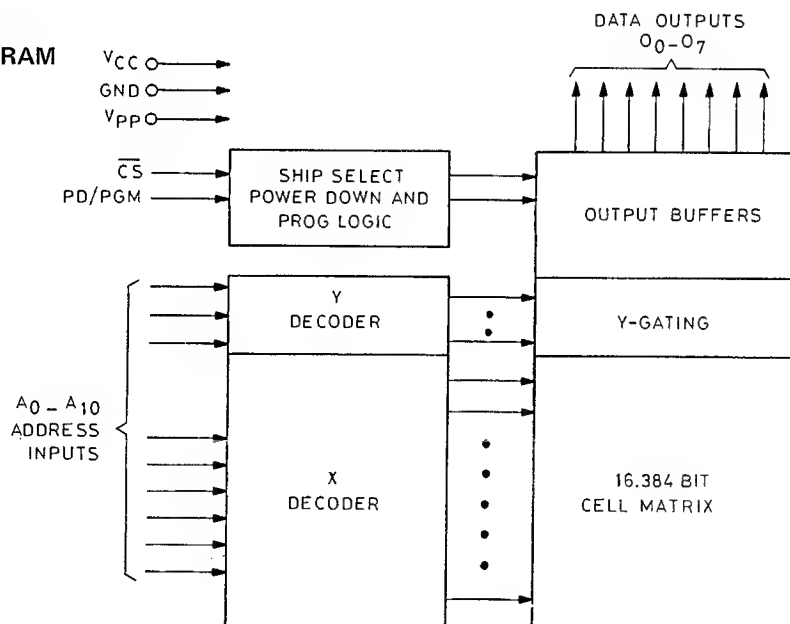 RAM
VCC
GND
VPP
CS
PD/PGM
DATA OUTPUTS
O0-O7
SHIP SELECT
POWER DOWN AND
PROG LOGIC
OUTPUT BUFFERS
Y
DECODER
Y-GATING
A0 – A10
ADDRESS
INPUTS
X
DECODER
16.384 BIT
CELL MATRIX